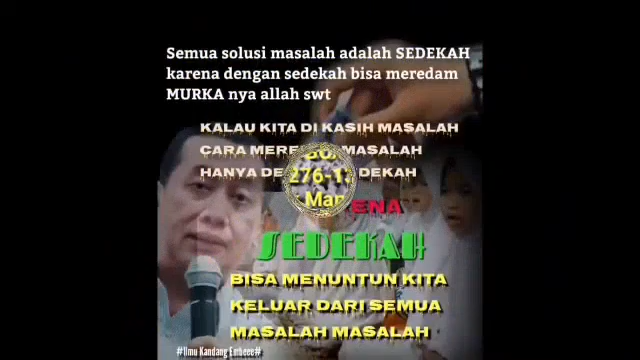 Semua solusi masalah adalah SEDEKAH
karena dengan sedekah bisa meredam
MURKA nya allah swt
KALAU KITA DI KASIH MASALAH
CARA MASALAH
HANYA DEKAH
276-1
Mar
ENA
SEDEKAH
BISA MENUNTUN KITA
KELUAR DARI SEMUA
MASALAH MASALAH
#Ilmu Kandang Embeee#